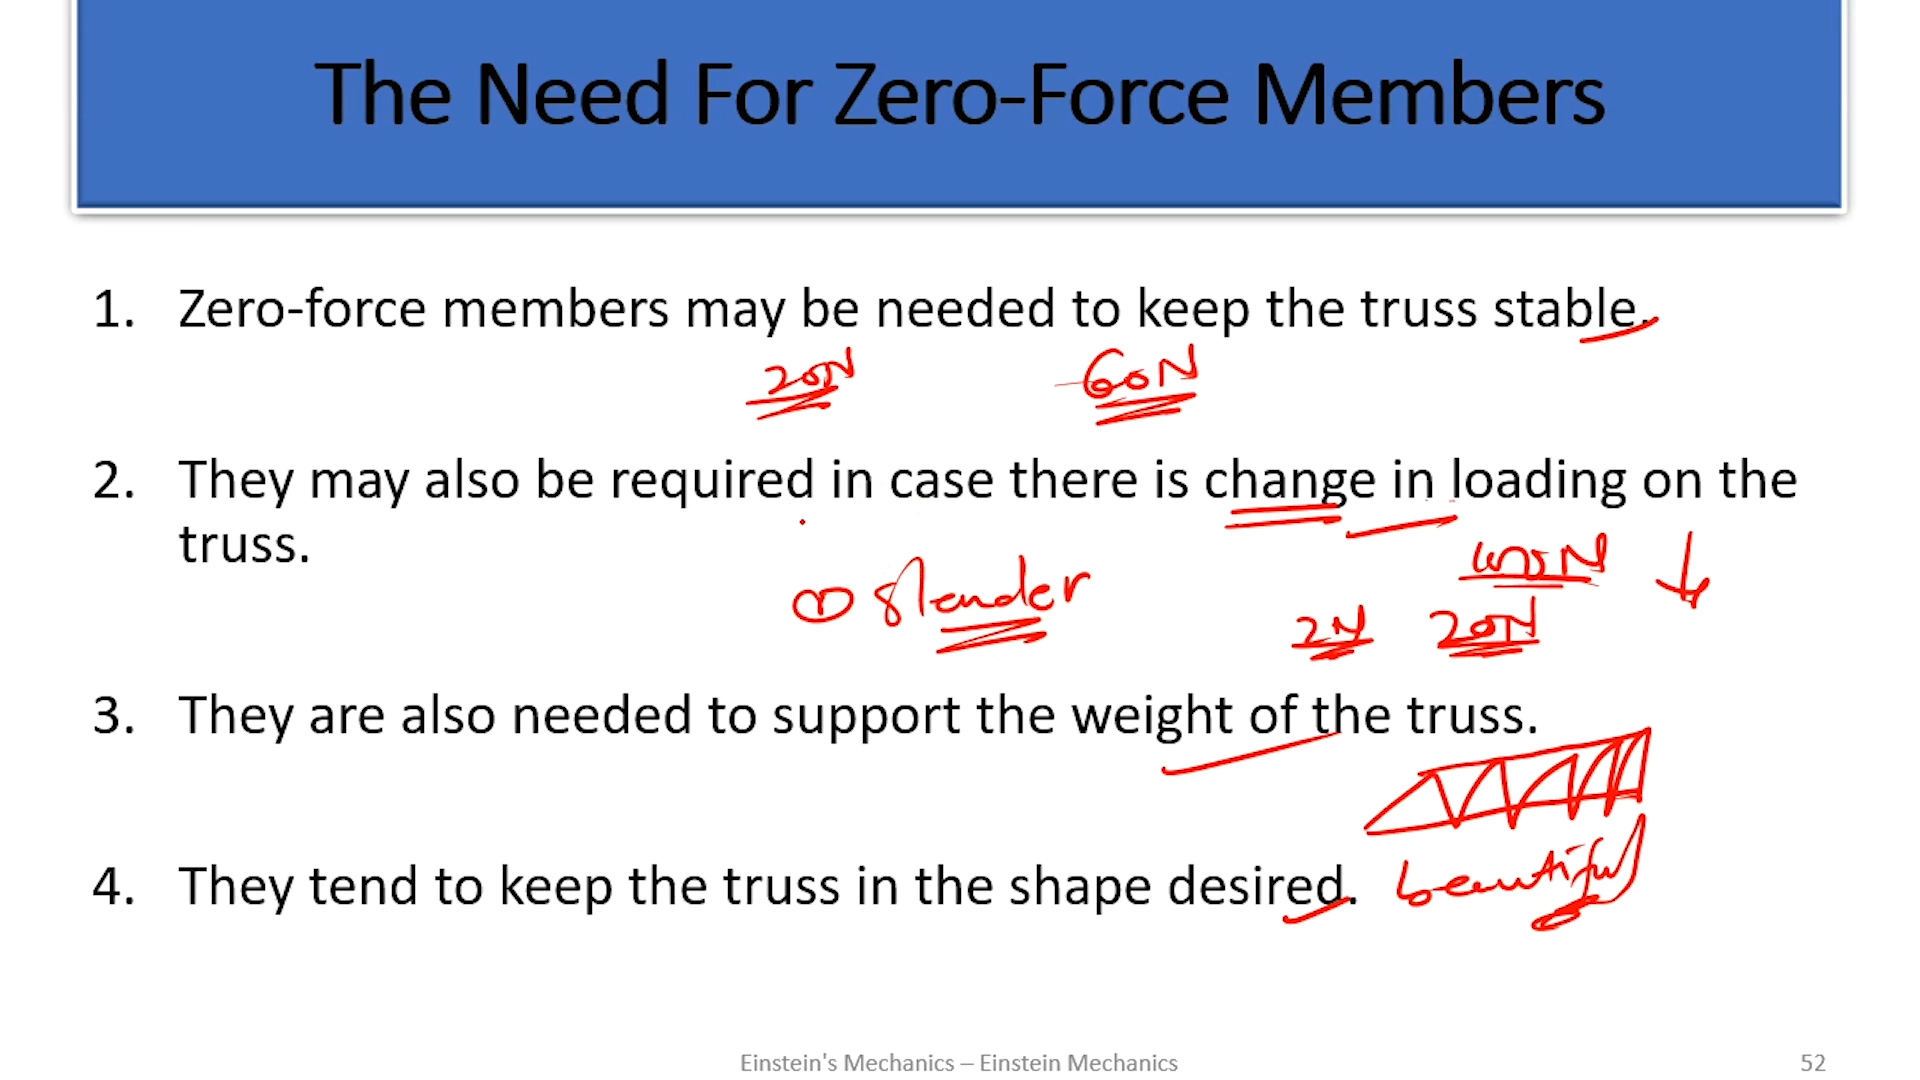 The Need For Zero-Force Members
1. Zero-force members may be needed to keep the truss stable.
20N 60N
2. They may also be required in case there is change in loading on the
truss.
① slender
2N 20N
3. They are also needed to support the weight of the truss.
4. They tend to keep the truss in the shape desired. beautiful
Einstein's Mechanics – Einstein Mechanics 52